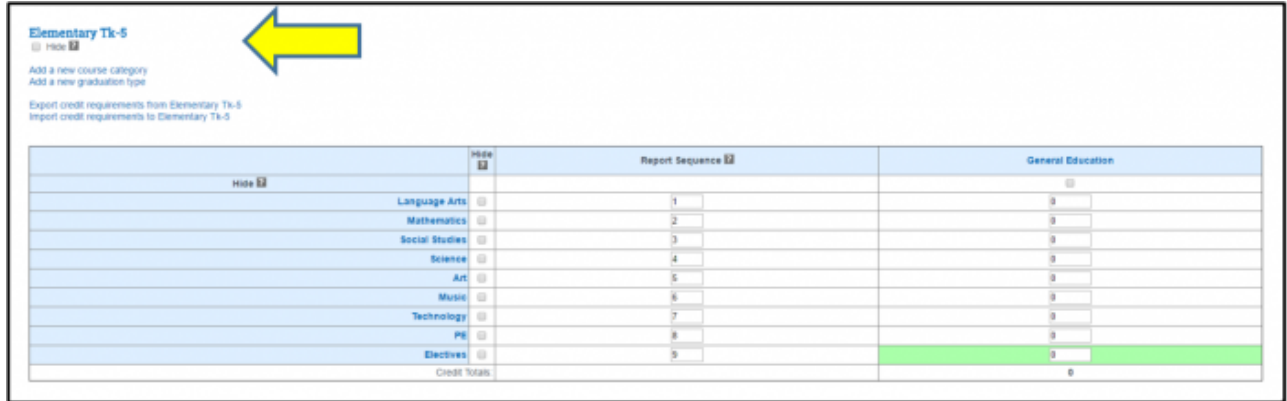 Elementary Tk-5
Hide ?
Add a new course category
Add a new graduation type
Export credit requirements from Elementary Tk-5
Import credit requirements to Elementary Tk-5
Hide ? Report Sequence ? General Education
Hide ?
Language Arts 1 0
Mathematics 2 0
Social Studies 3 0
Science 4 0
Art 5 0
Music 6 0
Technology 7 0
PE 8 0
Electives 9 0
Credit Totals: 0